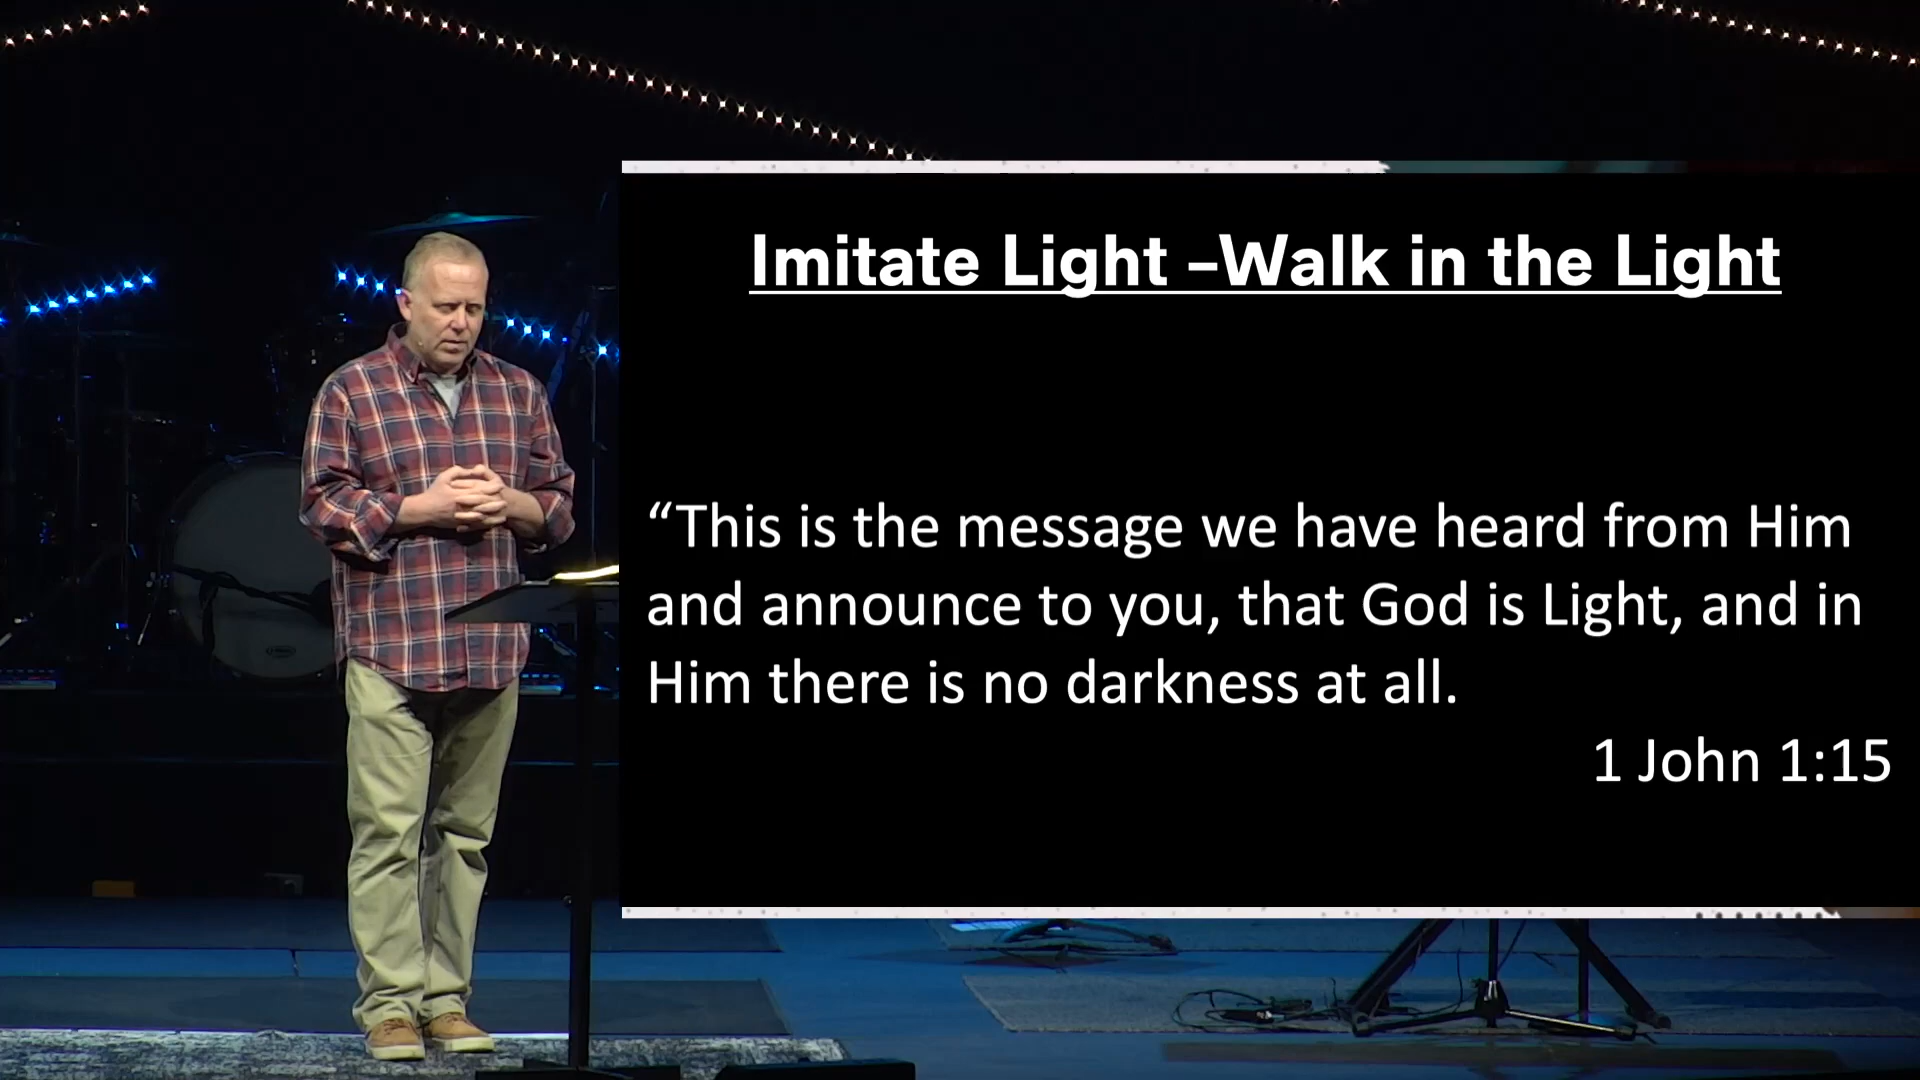 Imitate Light –Walk in the Light
“This is the message we have heard from Him
and announce to you, that God is Light, and in
Him there is no darkness at all.
1 John 1:15